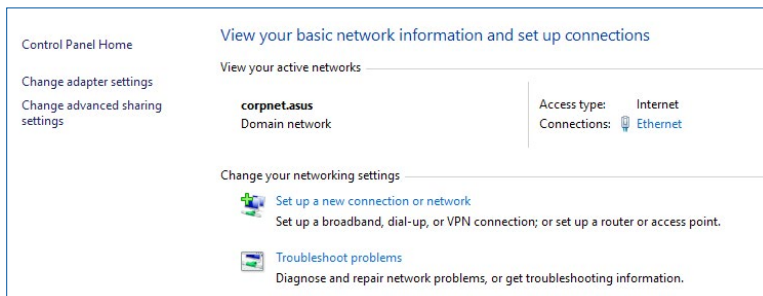 Control Panel Home
Change adapter settings
Change advanced sharing
settings
View your basic network information and set up connections
View your active networks
corpnet.asus
Domain network
Access type: Internet
Connections: Ethernet
Change your networking settings
Set up a new connection or network
Set up a broadband, dial-up, or VPN connection; or set up a router or access point.
Troubleshoot problems
Diagnose and repair network problems, or get troubleshooting information.